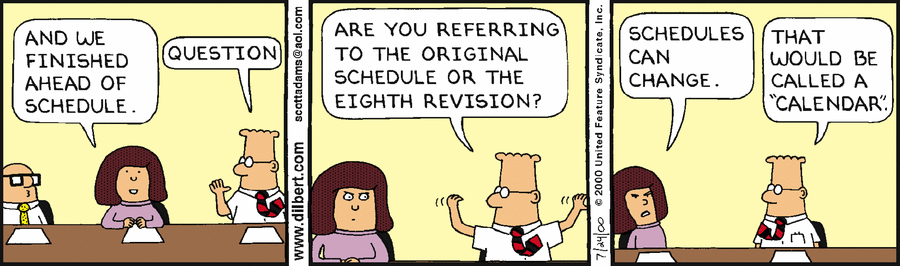 AND WE
FINISHED
AHEAD OF
SCHEDULE.
QUESTION
www.dilbert.com scottadams@aol.com
ARE YOU REFERRING
TO THE ORIGINAL
SCHEDULE OR THE
EIGHTH REVISION?
7/24/00 © 2000 United Feature Syndicate, Inc.
SCHEDULES
CAN
CHANGE.
THAT
WOULD BE
CALLED A
"CALENDAR".